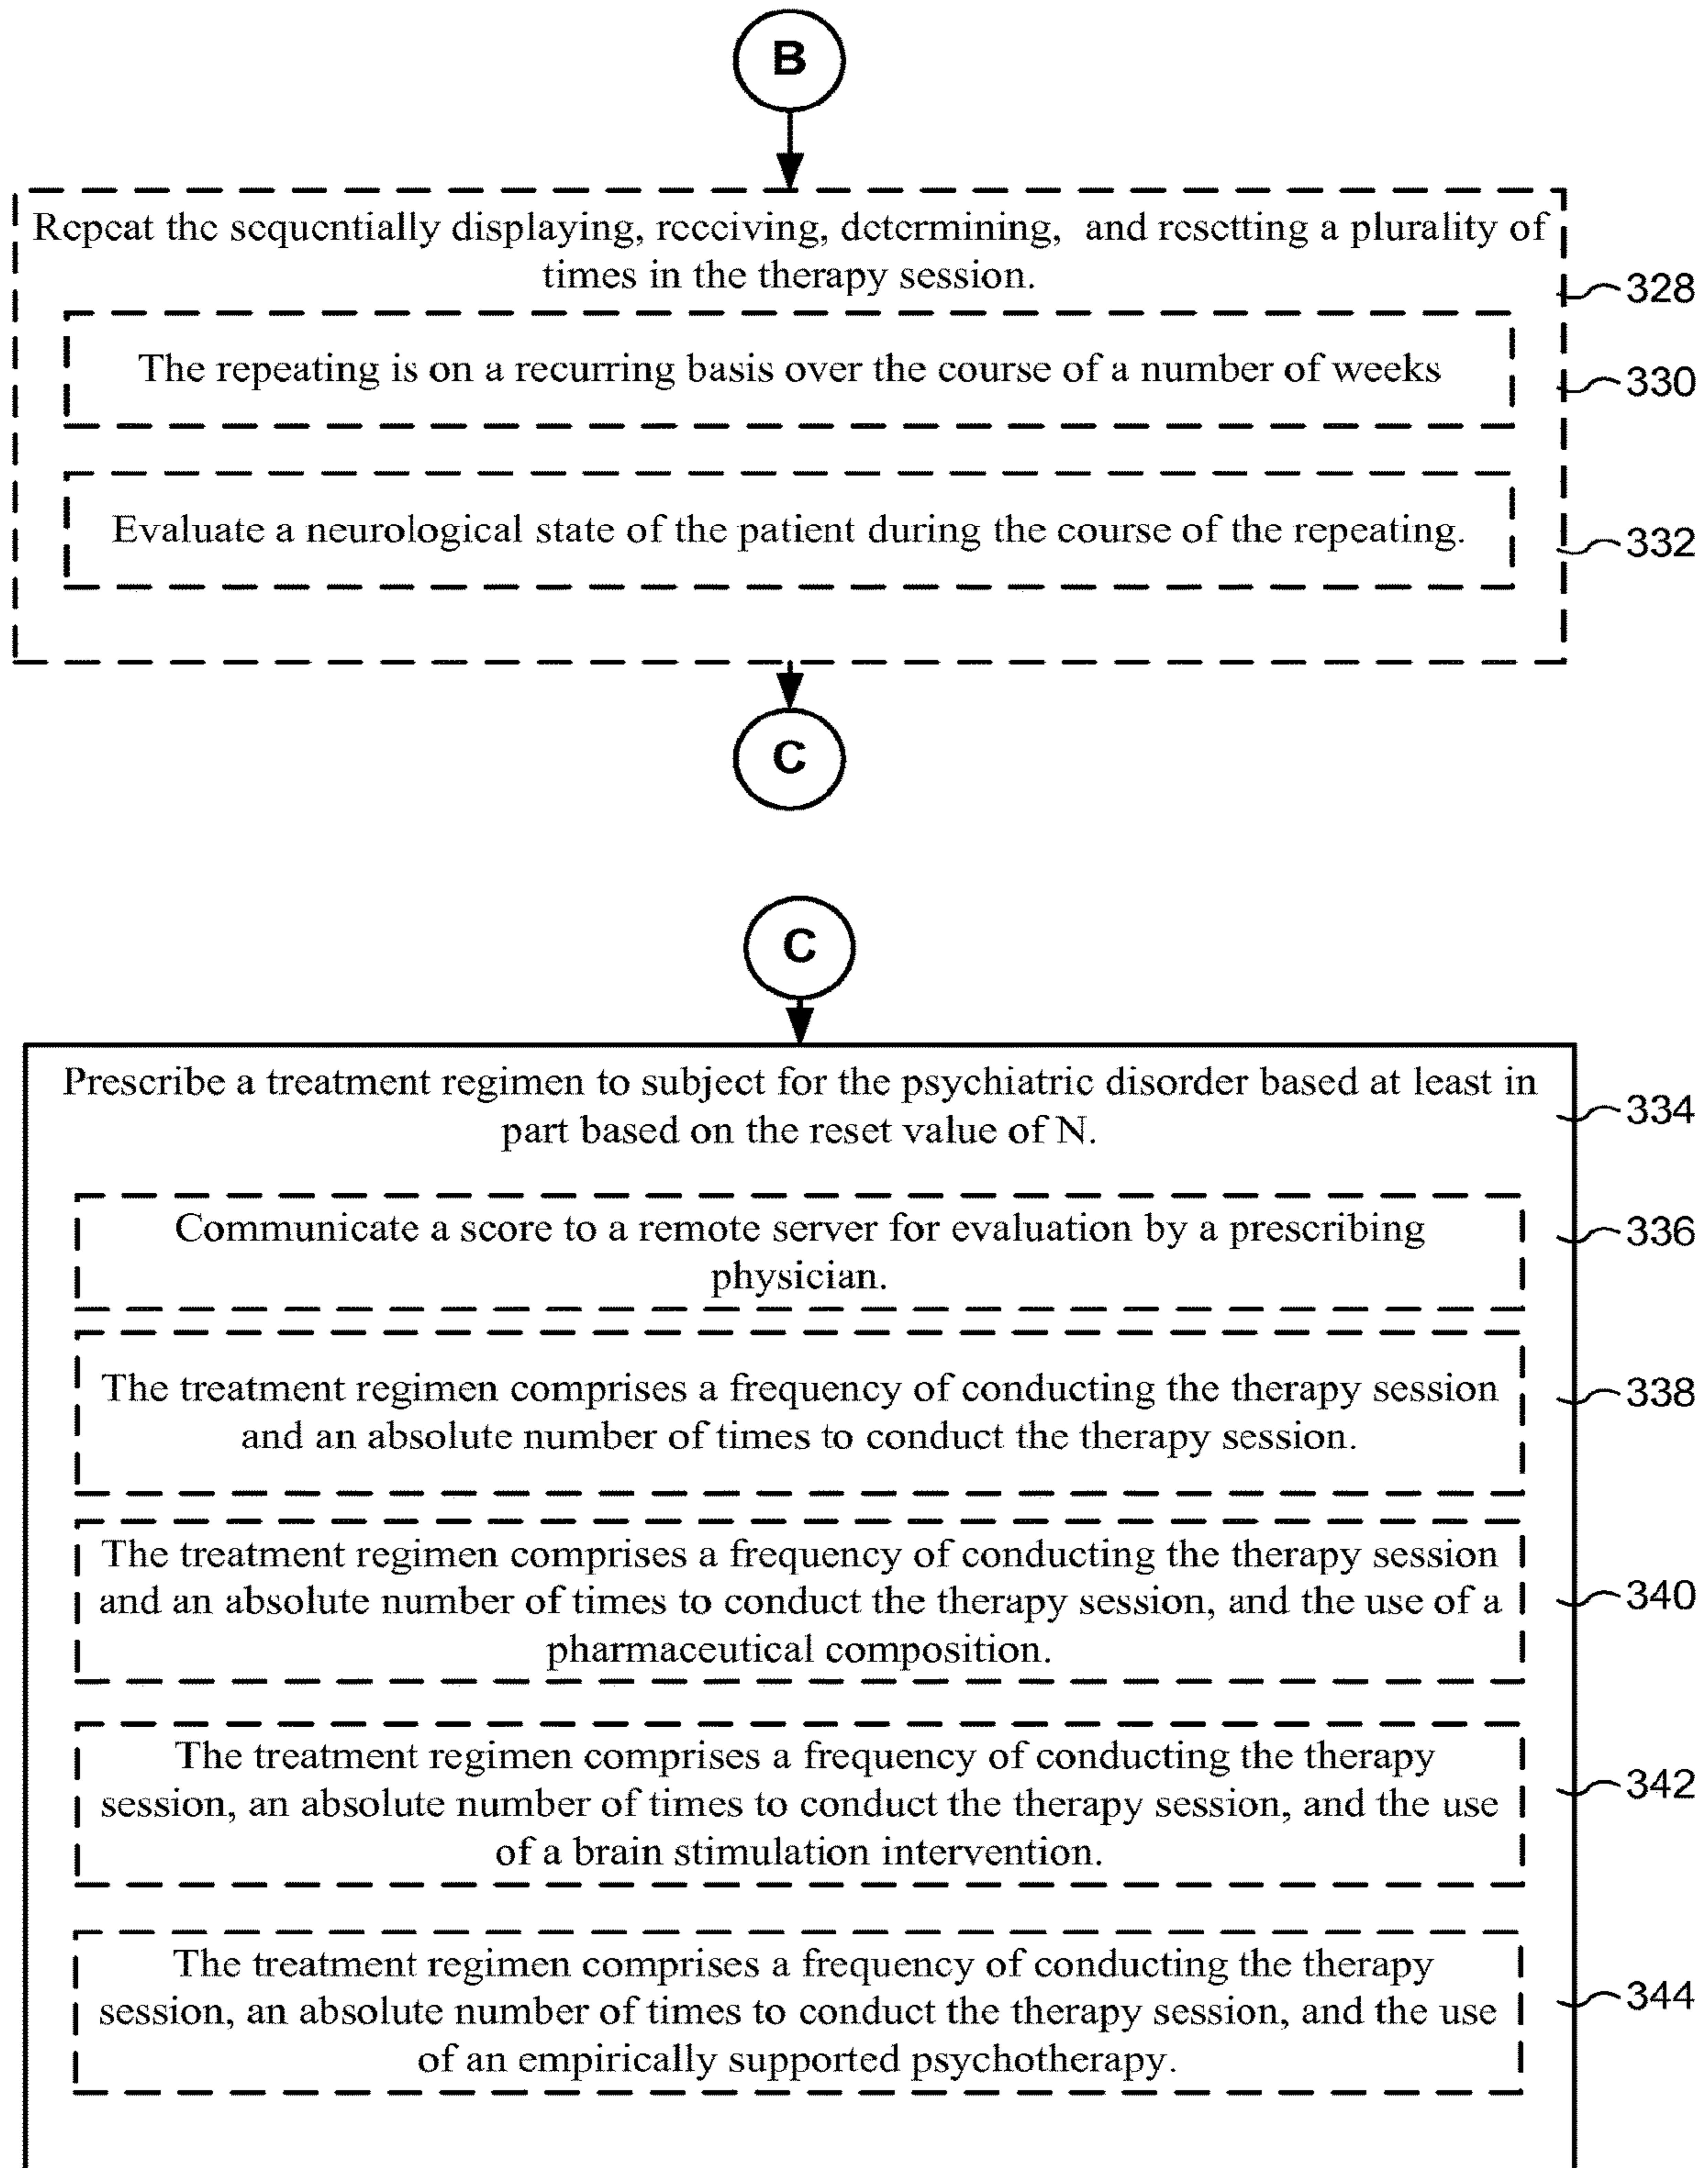 B
Repeat the sequentially displaying, receiving, determining, and resetting a plurality of
times in the therapy session.
328
The repeating is on a recurring basis over the course of a number of weeks
330
Evaluate a neurological state of the patient during the course of the repeating.
332
C
C
Prescribe a treatment regimen to subject for the psychiatric disorder based at least in
part based on the reset value of N.
334
Communicate a score to a remote server for evaluation by a prescribing
physician.
336
The treatment regimen comprises a frequency of conducting the therapy session
and an absolute number of times to conduct the therapy session.
338
The treatment regimen comprises a frequency of conducting the therapy session
and an absolute number of times to conduct the therapy session, and the use of a
pharmaceutical composition.
340
The treatment regimen comprises a frequency of conducting the therapy
session, an absolute number of times to conduct the therapy session, and the use
of a brain stimulation intervention.
342
The treatment regimen comprises a frequency of conducting the therapy
session, an absolute number of times to conduct the therapy session, and the use
of an empirically supported psychotherapy.
344